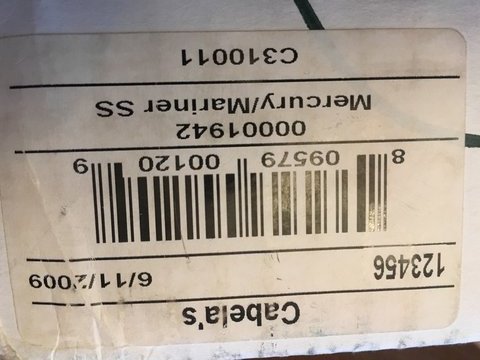 Cabela's
123456 6/11/2009
8 09579 00120 9
00001942
Mercury/Mariner SS
C310011